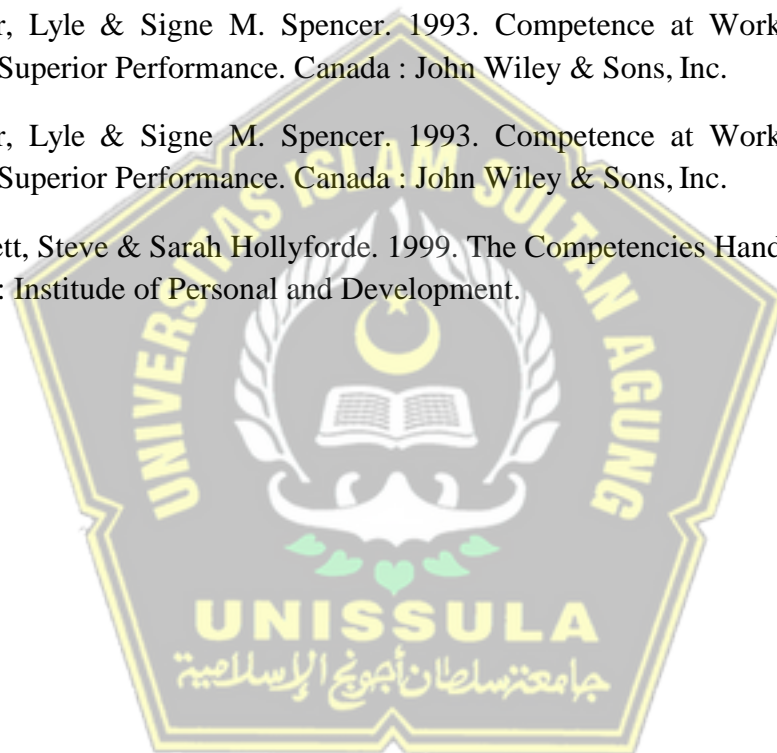 r, Lyle & Signe M. Spencer. 1993. Competence at Work
Superior Performance. Canada : John Wiley & Sons, Inc.
r, Lyle & Signe M. Spencer. 1993. Competence at Work
Superior Performance. Canada : John Wiley & Sons, Inc.
ett, Steve & Sarah Hollyforde. 1999. The Competencies Hand
: Institude of Personal and Development.
UNIVERSITAS ISLAM SULTAN AGUNG
UNISSULA
جامعتسلطان أجونج الإسلامية